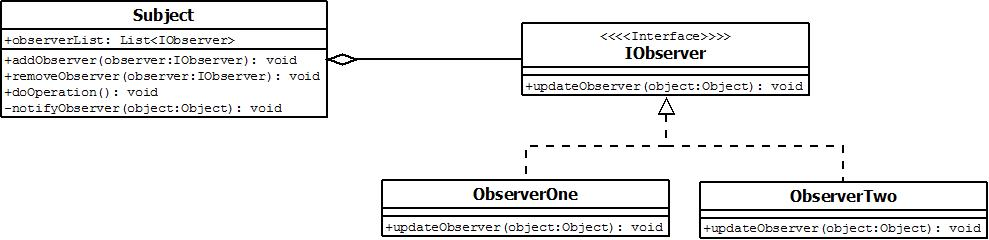 Subject
+observerList: List<IObserver>
+addObserver(observer:IObserver): void
+removeObserver(observer:IObserver): void
+doOperation(): void
-notifyObserver(object:Object): void
<<<<Interface>>>>
IObserver
+updateObserver(object:Object): void
ObserverOne
+updateObserver(object:Object): void
ObserverTwo
+updateObserver(object:Object): void